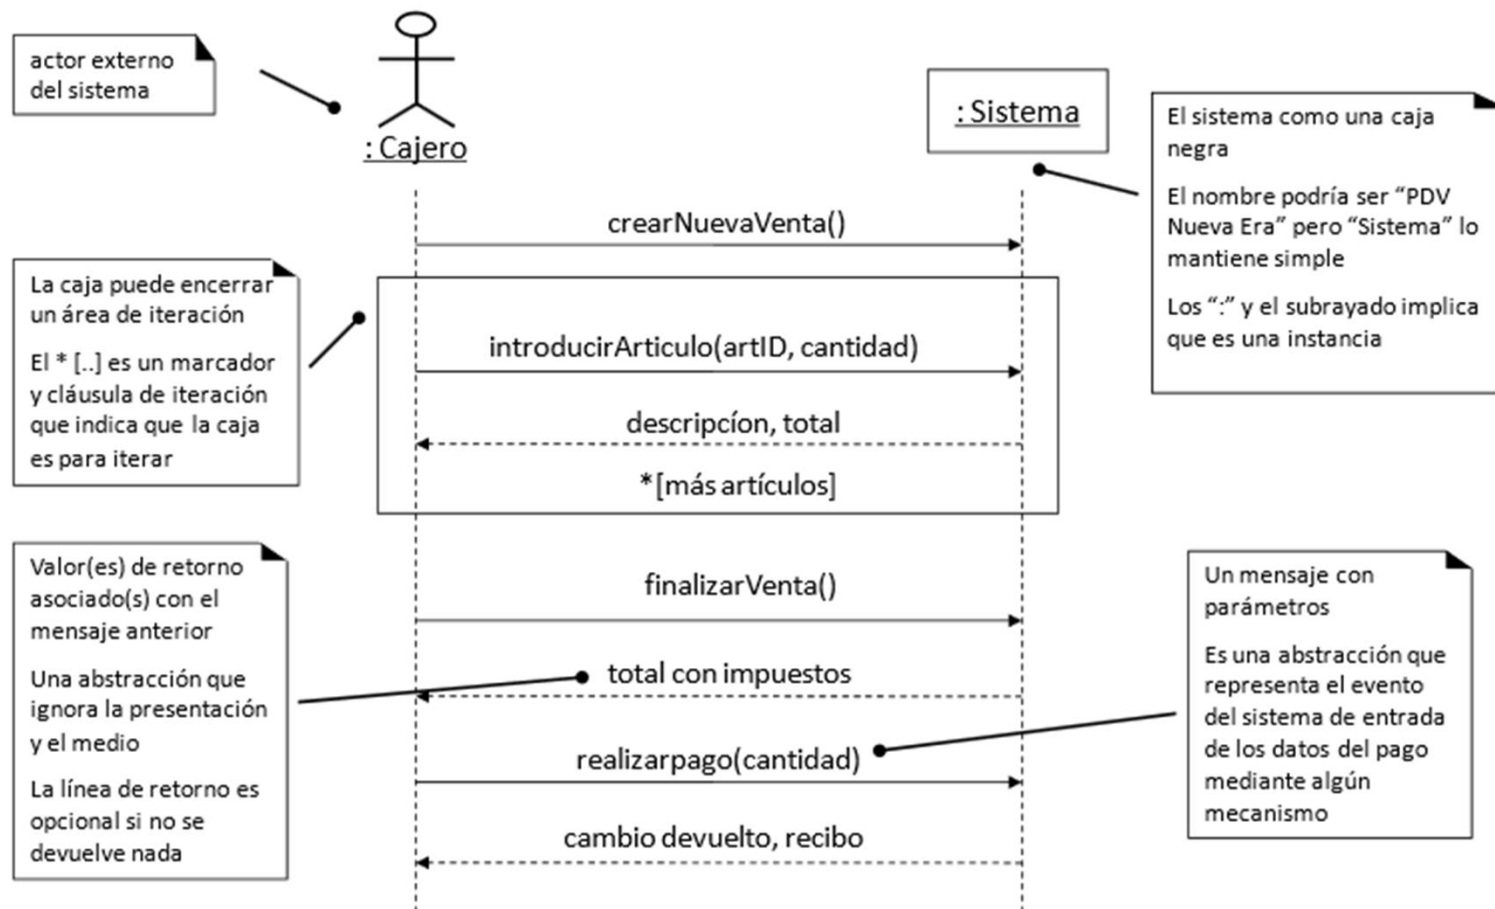 actor externo
del sistema
: Cajero
: Sistema
El sistema como una caja
negra
El nombre podría ser “PDV
Nueva Era” pero “Sistema” lo
mantiene simple
Los “:” y el subrayado implica
que es una instancia
crearNuevaVenta()
La caja puede encerrar
un área de iteración
El * [..] es un marcador
y cláusula de iteración
que indica que la caja
es para iterar
introducirArticulo(artID, cantidad)
descripcíon, total
*[más artículos]
Valor(es) de retorno
asociado(s) con el
mensaje anterior
Una abstracción que
ignora la presentación
y el medio
La línea de retorno es
opcional si no se
devuelve nada
finalizarVenta()
total con impuestos
realizarpago(cantidad)
cambio devuelto, recibo
Un mensaje con
parámetros
Es una abstracción que
representa el evento
del sistema de entrada
de los datos del pago
mediante algún
mecanismo